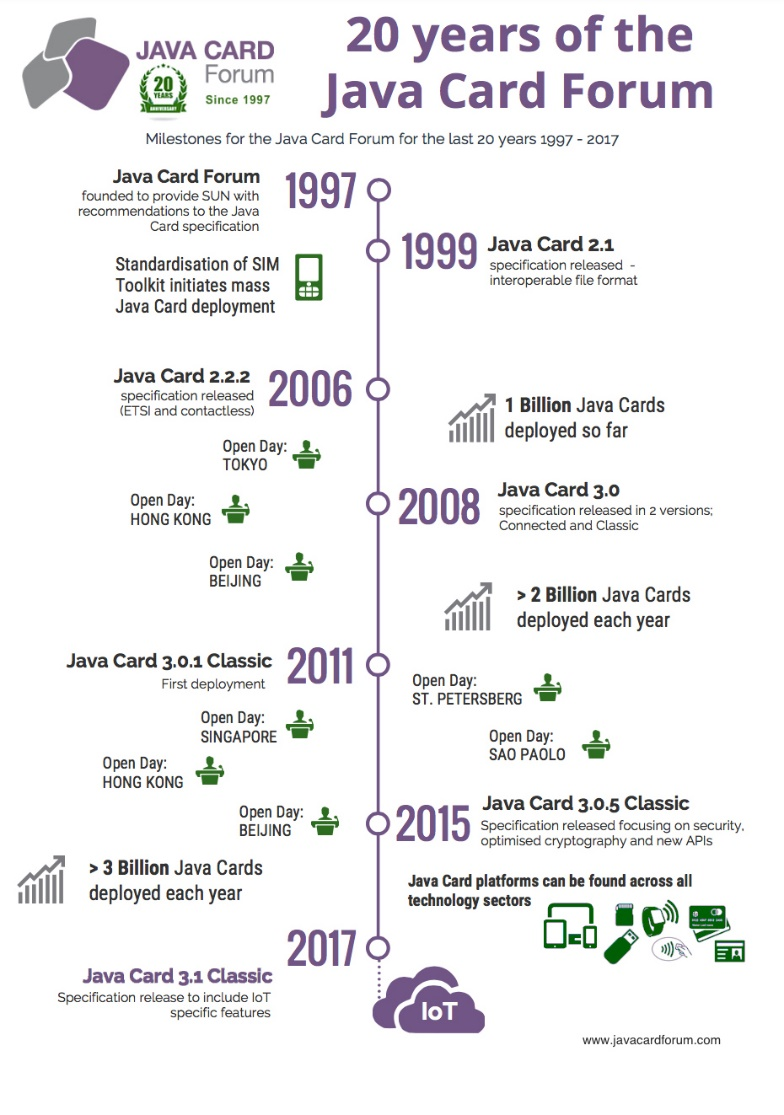 JAVA CARD
Forum
20
YEARS
ANNIVERSARY
Since 1997
20 years of the
Java Card Forum
Milestones for the Java Card Forum for the last 20 years 1997 - 2017
Java Card Forum
founded to provide SUN with
recommendations to the Java
Card specification
1997
1999
Java Card 2.1
specification released -
interoperable file format
Standardisation of SIM
Toolkit initiates mass
Java Card deployment
Java Card 2.2.2
specification released
(ETSI and contactless)
2006
1 Billion Java Cards
deployed so far
Open Day:
TOKYO
Open Day:
HONG KONG
2008
Java Card 3.0
specification released in 2 versions;
Connected and Classic
Open Day:
BEIJING
> 2 Billion Java Cards
deployed each year
Java Card 3.0.1 Classic
First deployment
2011
Open Day:
ST. PETERSBERG
Open Day:
SINGAPORE
Open Day:
SAO PAOLO
Open Day:
HONG KONG
Open Day:
BEIJING
2015
Java Card 3.0.5 Classic
Specification released focusing on security,
optimised cryptography and new APIs
> 3 Billion Java Cards
deployed each year
Java Card platforms can be found across all
technology sectors
2017
Java Card 3.1 Classic
Specification release to include IoT
specific features
IoT
www.javacardforum.com